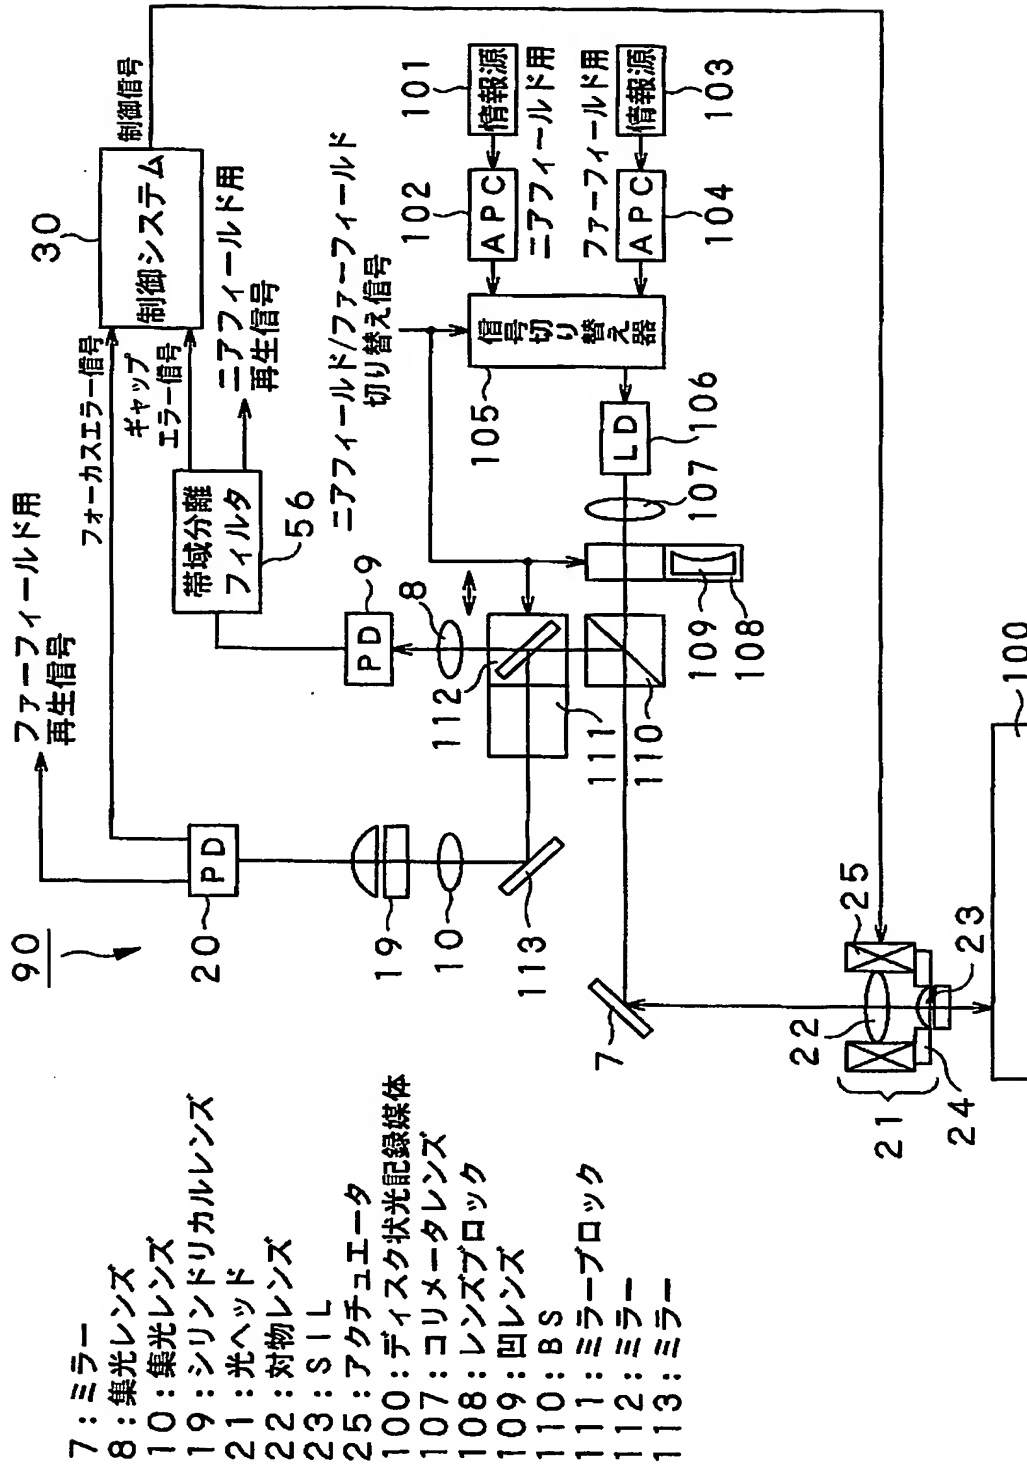 90
ファーフィールド用
再生信号
フォーカスエラー信号
ギャップ
エラー信号
30
制御システム
制御信号
ニアフィールド用
再生信号
帯域分離
フィルタ
56
20
PD
9
PD
8
19
10
113
112
111
110
ニアフィールド/ファーフィールド
切り替え信号
105
信号切り替え器
102
APC
101
情報源
ニアフィールド用
ファーフィールド用
APC
104
情報源
103
LD
106
107
109
108
7
22
25
23
21
24
100
7：ミラー
8：集光レンズ
10：集光レンズ
19：シリンドリカルレンズ
21：光ヘッド
22：対物レンズ
23：SIL
25：アクチュエータ
100：ディスク状光記録媒体
107：コリメータレンズ
108：レンズブロック
109：凹レンズ
110：BS
111：ミラーブロック
112：ミラー
113：ミラー